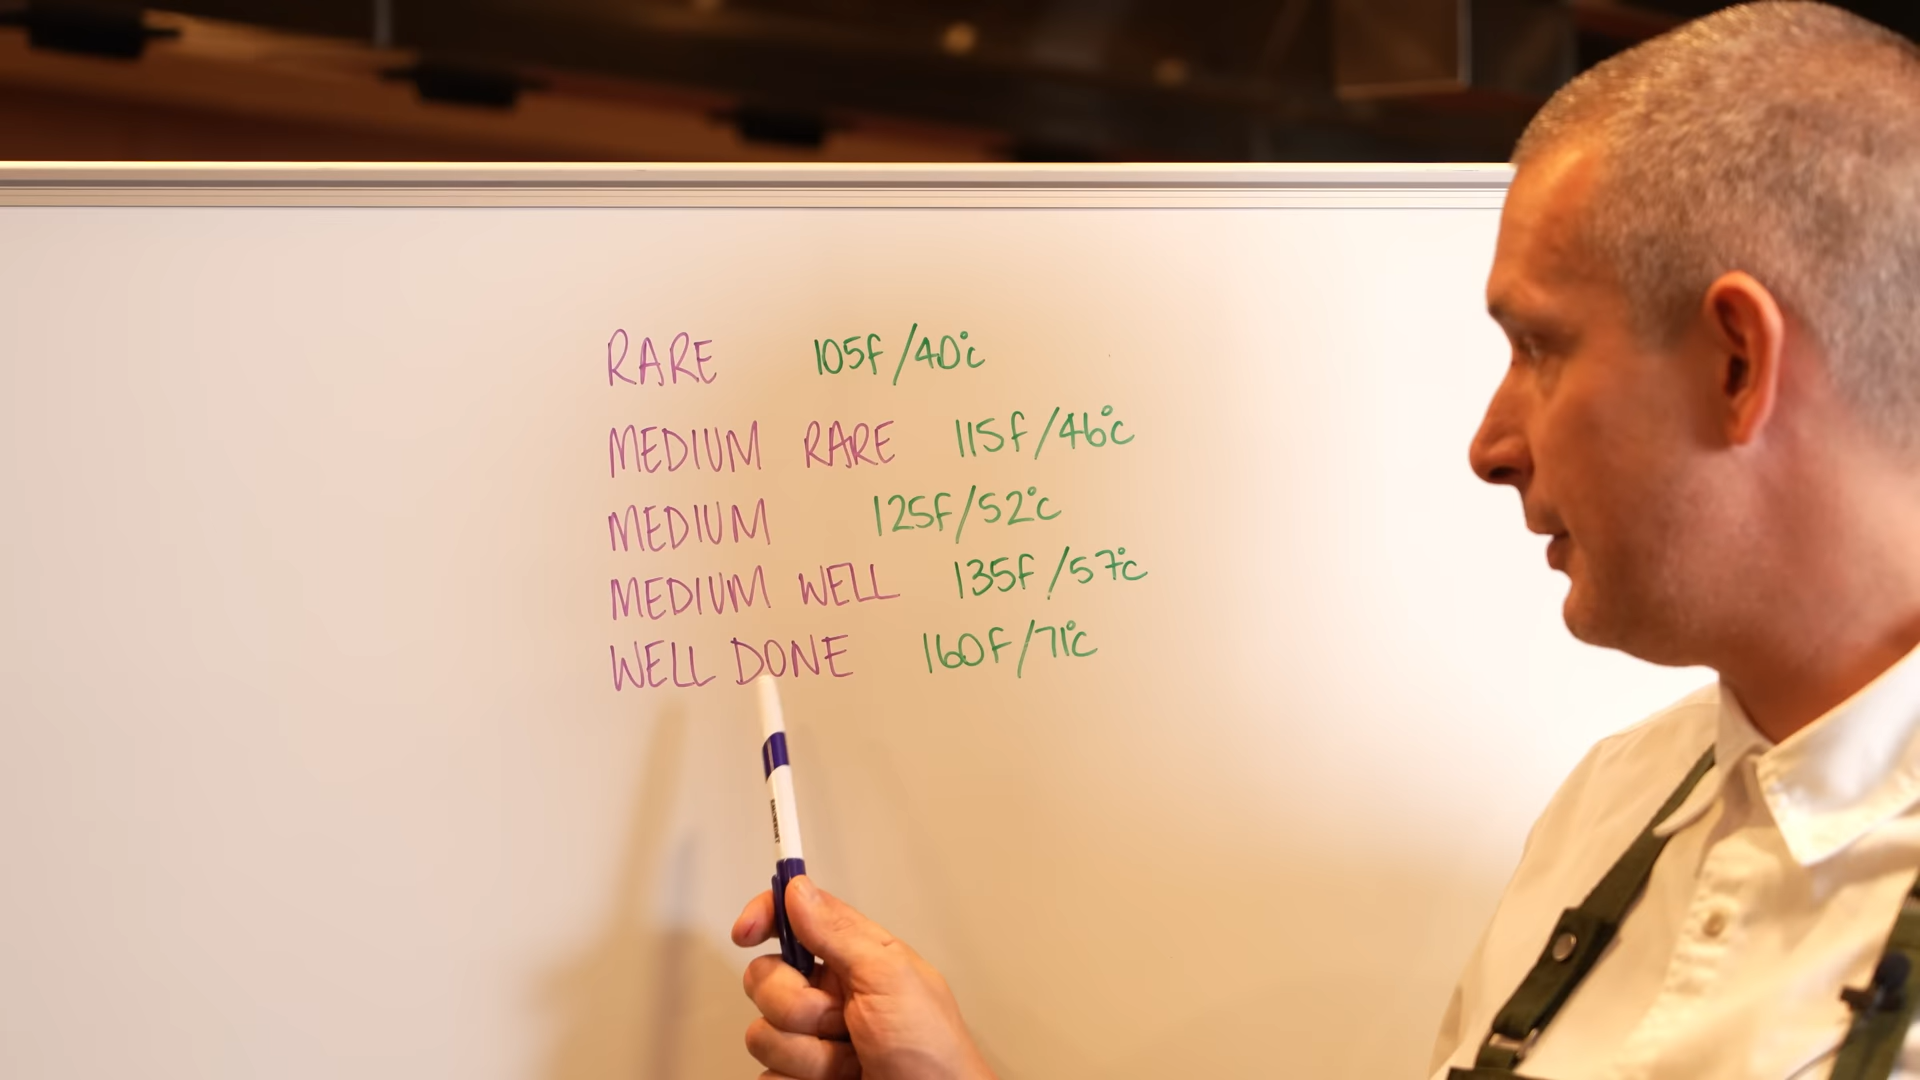 RARE 105f/40°c
MEDIUM RARE 115f/46°c
MEDIUM 125f/52°c
MEDIUM WELL 135f/57°c
WELL DONE 160f/71°c